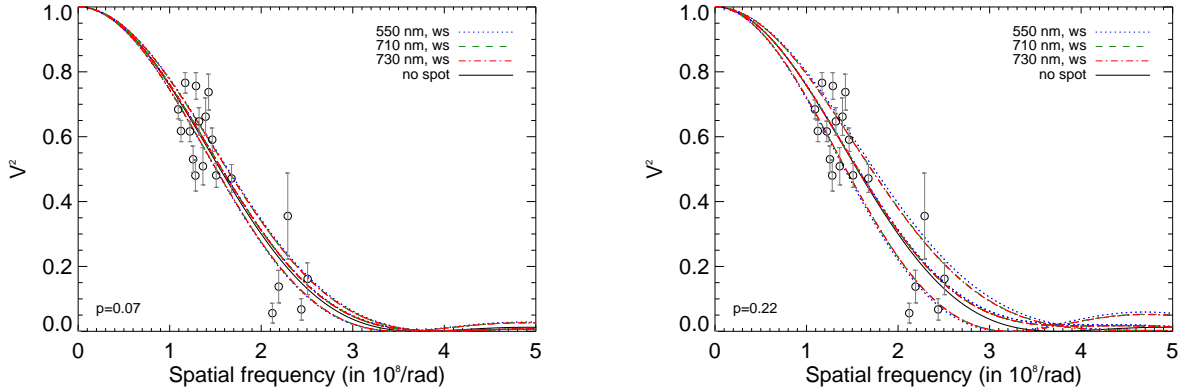 1.0
0.8
0.6
0.4
0.2
0.0
V²
0 1 2 3 4 5
Spatial frequency (in 10⁸/rad)
p=0.07
550 nm, ws
710 nm, ws
730 nm, ws
no spot
1.0
0.8
0.6
0.4
0.2
0.0
V²
0 1 2 3 4 5
Spatial frequency (in 10⁸/rad)
p=0.22
550 nm, ws
710 nm, ws
730 nm, ws
no spot